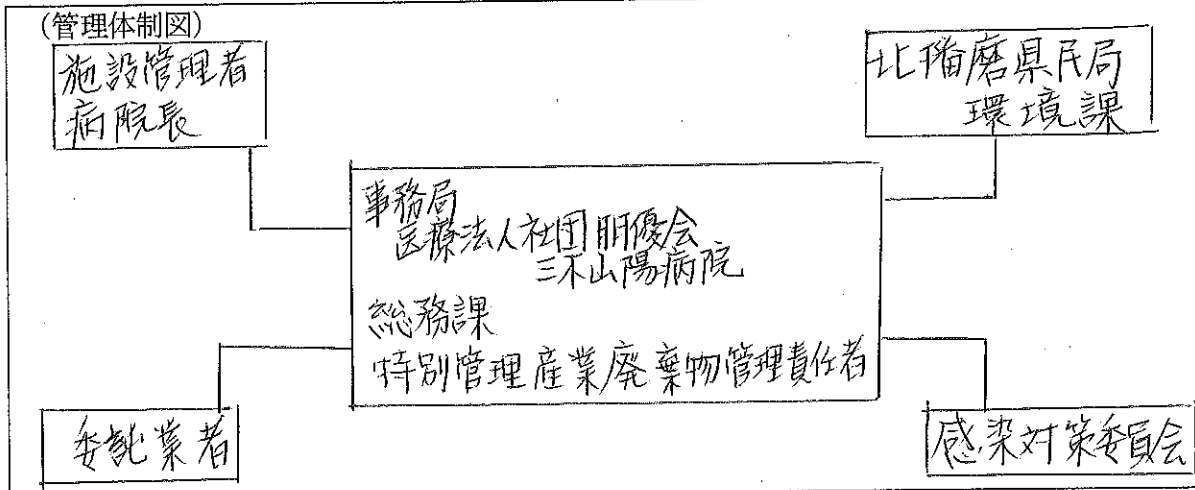 (管理体制図)
施設管理者
病院長
北播磨県民局
環境課
事務局
医療法人社団朋優会
三木山陽病院
総務課
特別管理産業廃棄物管理責任者
委託業者
感染対策委員会